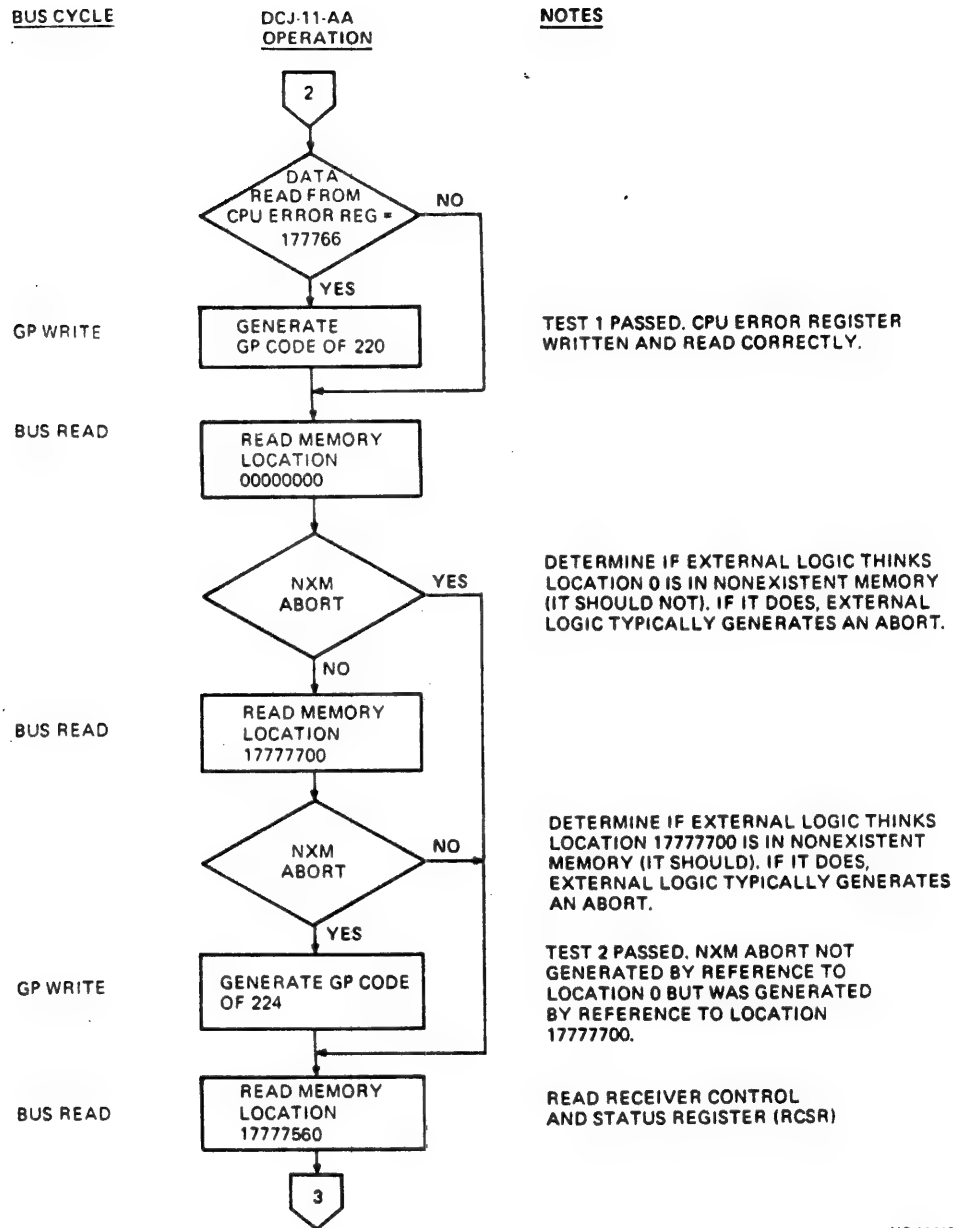 BUS CYCLE
DCJ-11-AA
OPERATION
NOTES
2
DATA
READ FROM
CPU ERROR REG =
177766
NO
YES
GP WRITE
GENERATE
GP CODE OF 220
TEST 1 PASSED. CPU ERROR REGISTER
WRITTEN AND READ CORRECTLY.
BUS READ
READ MEMORY
LOCATION
00000000
NXM
ABORT
YES
NO
DETERMINE IF EXTERNAL LOGIC THINKS
LOCATION 0 IS IN NONEXISTENT MEMORY
(IT SHOULD NOT). IF IT DOES, EXTERNAL
LOGIC TYPICALLY GENERATES AN ABORT.
BUS READ
READ MEMORY
LOCATION
17777700
NXM
ABORT
NO
YES
DETERMINE IF EXTERNAL LOGIC THINKS
LOCATION 17777700 IS IN NONEXISTENT
MEMORY (IT SHOULD). IF IT DOES,
EXTERNAL LOGIC TYPICALLY GENERATES
AN ABORT.
GP WRITE
GENERATE GP CODE
OF 224
TEST 2 PASSED. NXM ABORT NOT
GENERATED BY REFERENCE TO
LOCATION 0 BUT WAS GENERATED
BY REFERENCE TO LOCATION
17777700.
BUS READ
READ MEMORY
LOCATION
17777560
READ RECEIVER CONTROL
AND STATUS REGISTER (RCSR)
3